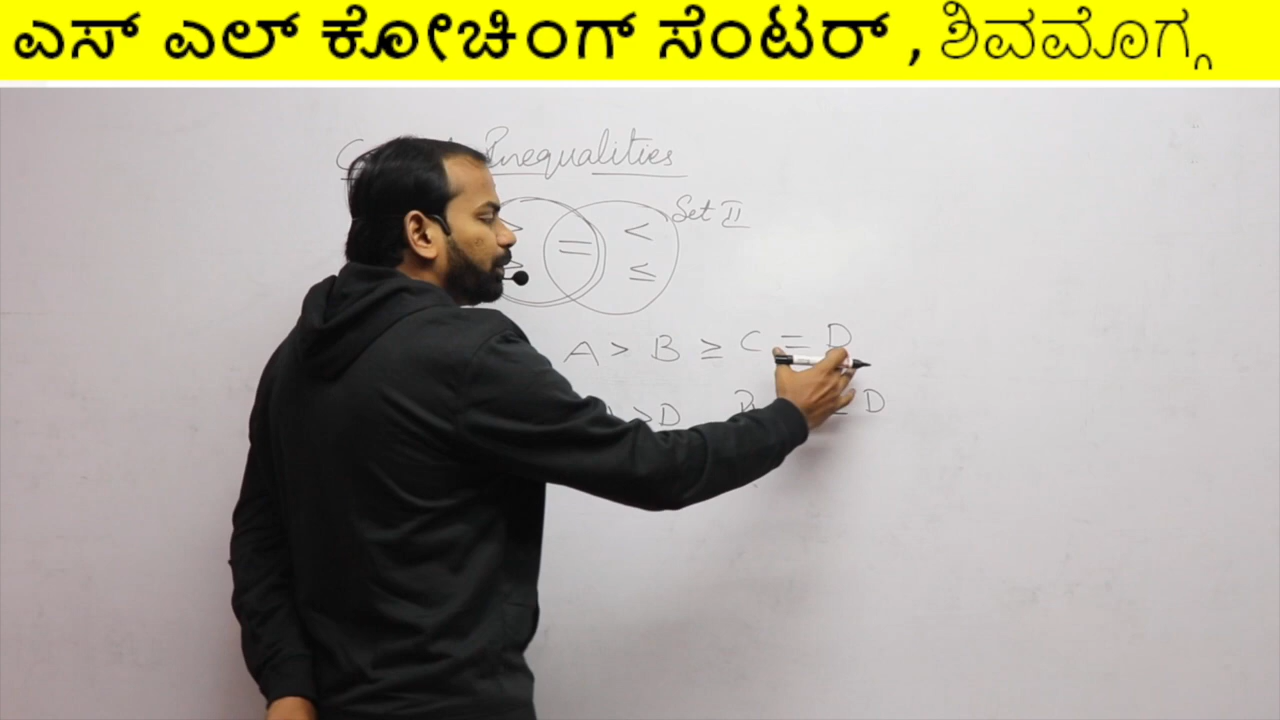 ಎಸ್ ಎಲ್ ಕೋಚಿಂಗ್ ಸೆಂಟರ್ , ಶಿವಮೊಗ್ಗ
Inequalities
Set II
= < ≤
A > B ≥ C = D
> D D